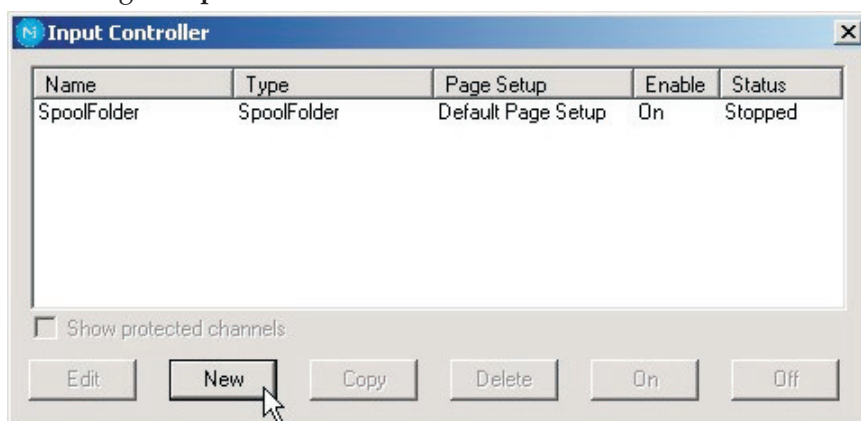 Input Controller
Name Type Page Setup Enable Status
SpoolFolder SpoolFolder Default Page Setup On Stopped
Show protected channels
Edit New Copy Delete On Off